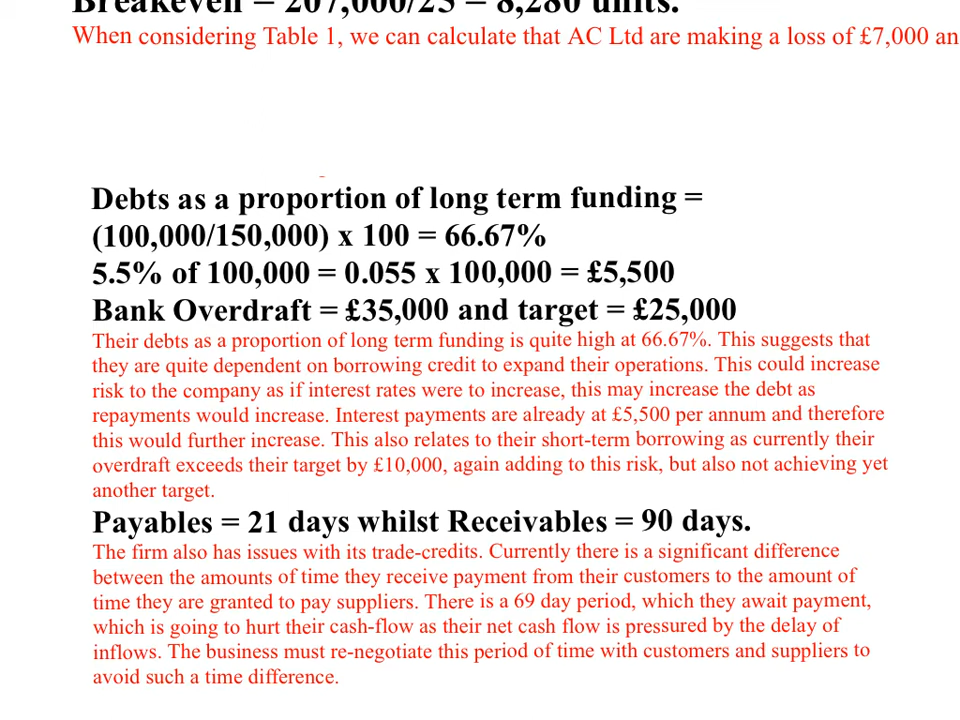 Breakeven = 207,000/25 = 8,280 units.
When considering Table 1, we can calculate that AC Ltd are making a loss of £7,000 an
Debts as a proportion of long term funding =
(100,000/150,000) x 100 = 66.67%
5.5% of 100,000 = 0.055 x 100,000 = £5,500
Bank Overdraft = £35,000 and target = £25,000
Their debts as a proportion of long term funding is quite high at 66.67%. This suggests that
they are quite dependent on borrowing credit to expand their operations. This could increase
risk to the company as if interest rates were to increase, this may increase the debt as
repayments would increase. Interest payments are already at £5,500 per annum and therefore
this would further increase. This also relates to their short-term borrowing as currently their
overdraft exceeds their target by £10,000, again adding to this risk, but also not achieving yet
another target.
Payables = 21 days whilst Receivables = 90 days.
The firm also has issues with its trade-credits. Currently there is a significant difference
between the amounts of time they receive payment from their customers to the amount of
time they are granted to pay suppliers. There is a 69 day period, which they await payment,
which is going to hurt their cash-flow as their net cash flow is pressured by the delay of
inflows. The business must re-negotiate this period of time with customers and suppliers to
avoid such a time difference.